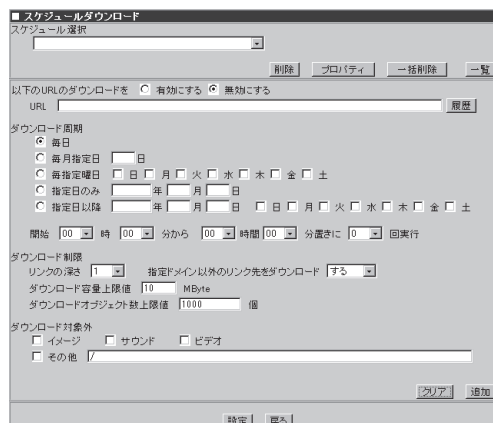 ■ スケジュールダウンロード
スケジュール選択
削除 プロパティ 一括削除 一覧
以下のURLのダウンロードを 有効にする 無効にする
URL 履歴
ダウンロード周期
毎日
毎月指定日 日
毎指定曜日 日 月 火 水 木 金 土
指定日のみ 年 月 日
指定日以降 年 月 日 日 月 火 水 木 金 土
開始 00 時 00 分から 00 時間 00 分置きに 0 回実行
ダウンロード制限
リンクの深さ 1 指定ドメイン以外のリンク先をダウンロード する
ダウンロード容量上限値 10 MByte
ダウンロードオブジェクト数上限値 1000 個
ダウンロード対象外
イメージ サウンド ビデオ
その他 /
クリア 追加
設定 戻る